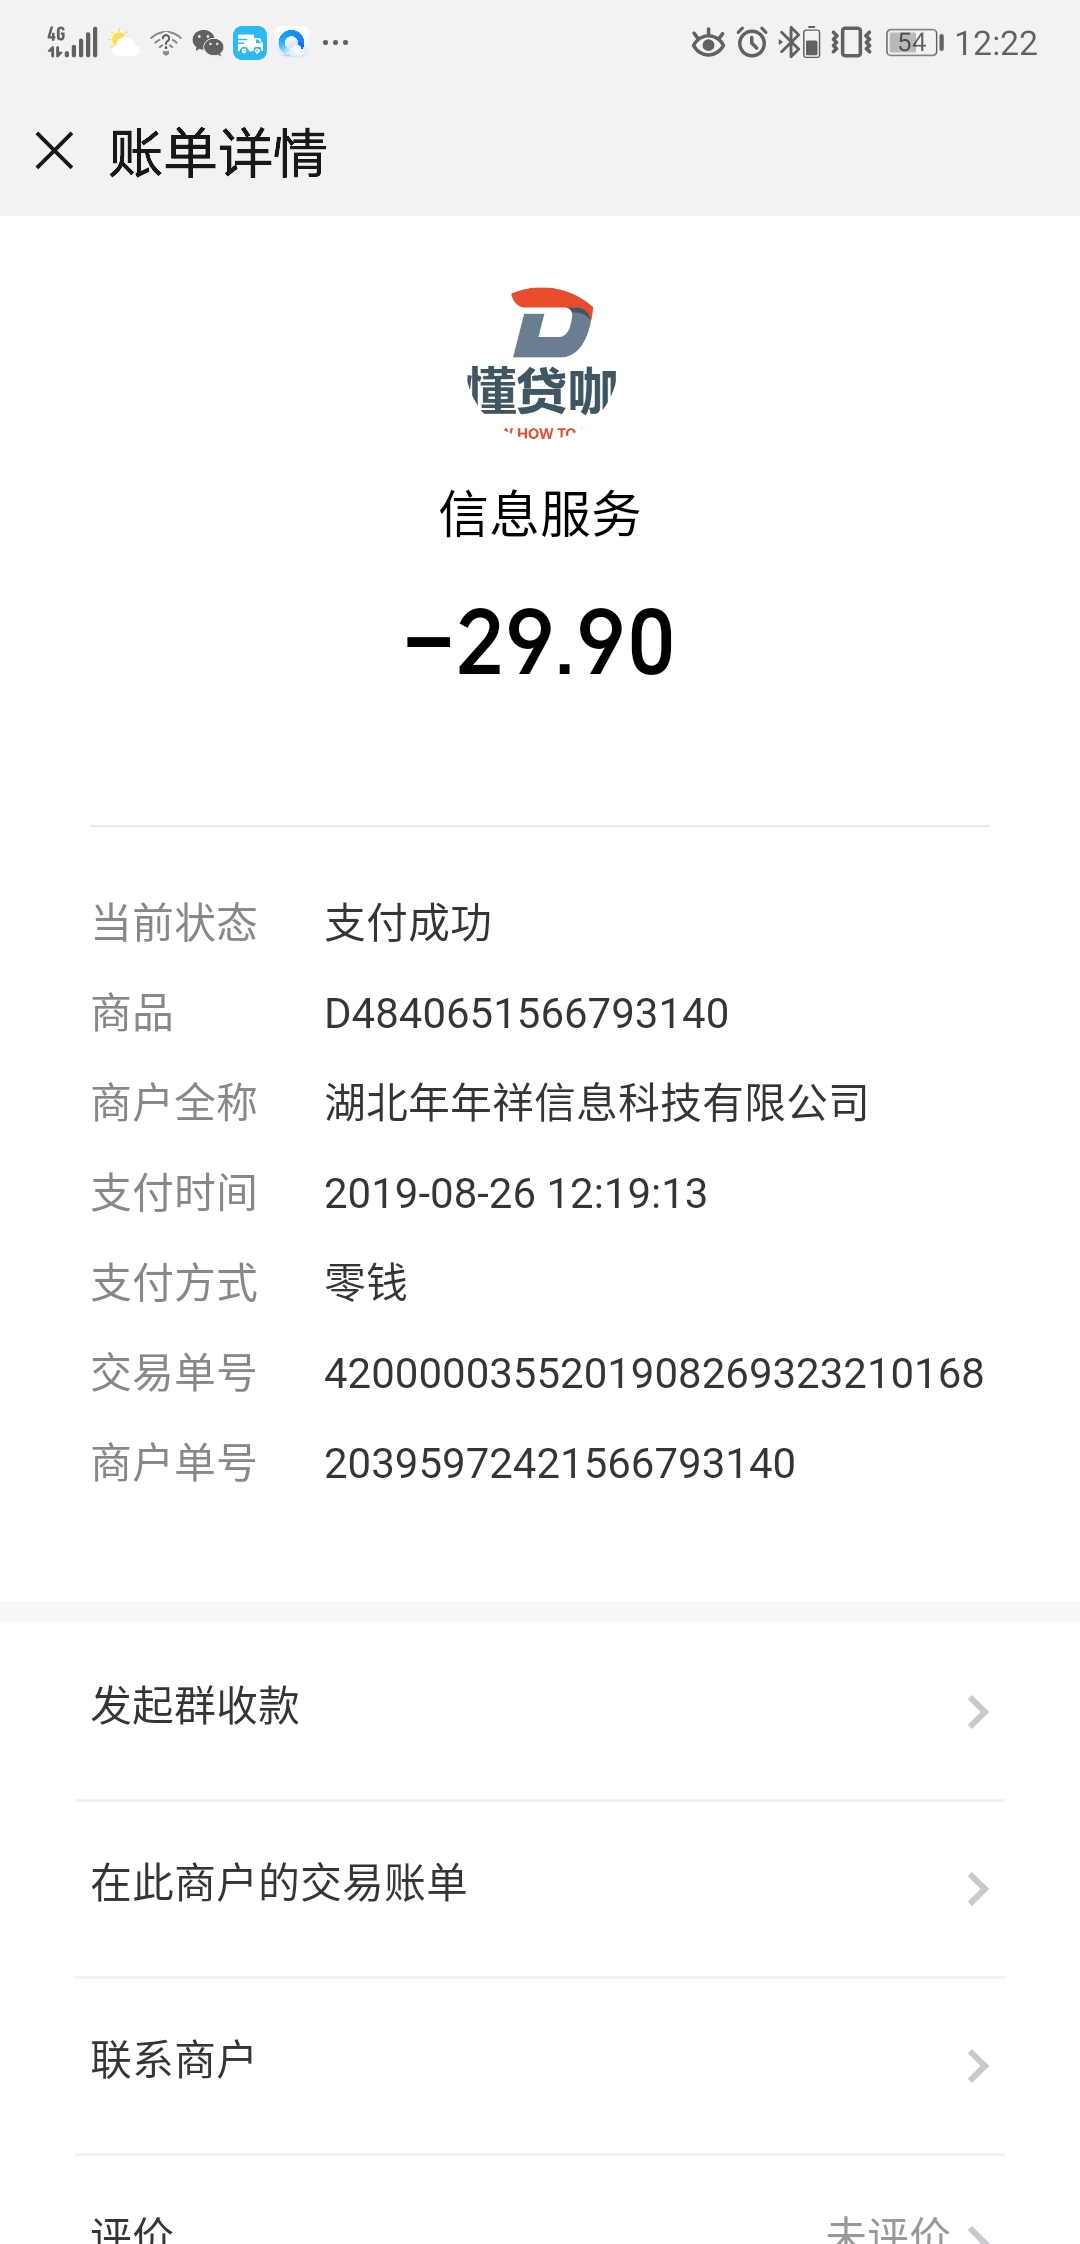 4G 54 12:22
账单详情
D
懂贷咖
HOW TO
信息服务
-29.90
当前状态 支付成功
商品 D4840651566793140
商户全称 湖北年年祥信息科技有限公司
支付时间 2019-08-26 12:19:13
支付方式 零钱
交易单号 4200000355201908269323210168
商户单号 203959724215667​93140
发起群收款
在此商户的交易账单
联系商户
评价 未评价